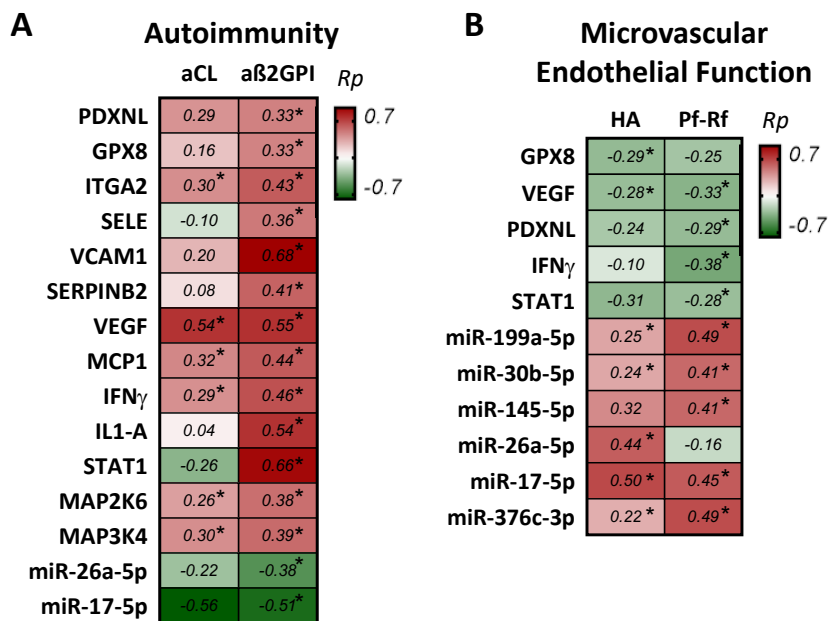 A
Autoimmunity
aCL aß2GPI Rp
0.7
-0.7
PDXNL 0.29 0.33*
GPX8 0.16 0.33*
ITGA2 0.30* 0.43*
SELE -0.10 0.36*
VCAM1 0.20 0.68*
SERPINB2 0.08 0.41*
VEGF 0.54* 0.55*
MCP1 0.32* 0.44*
IFNγ 0.29* 0.46*
IL1-A 0.04 0.54*
STAT1 -0.26 0.66*
MAP2K6 0.26* 0.38*
MAP3K4 0.30* 0.39*
miR-26a-5p -0.22 -0.38*
miR-17-5p -0.56 -0.51*
B
Microvascular
Endothelial Function
HA Pf-Rf Rp
0.7
-0.7
GPX8 -0.29* -0.25
VEGF -0.28* -0.33*
PDXNL -0.24 -0.29*
IFNγ -0.10 -0.38*
STAT1 -0.31 -0.28*
miR-199a-5p 0.25* 0.49*
miR-30b-5p 0.24* 0.41*
miR-145-5p 0.32 0.41*
miR-26a-5p 0.44* -0.16
miR-17-5p 0.50* 0.45*
miR-376c-3p 0.22* 0.49*